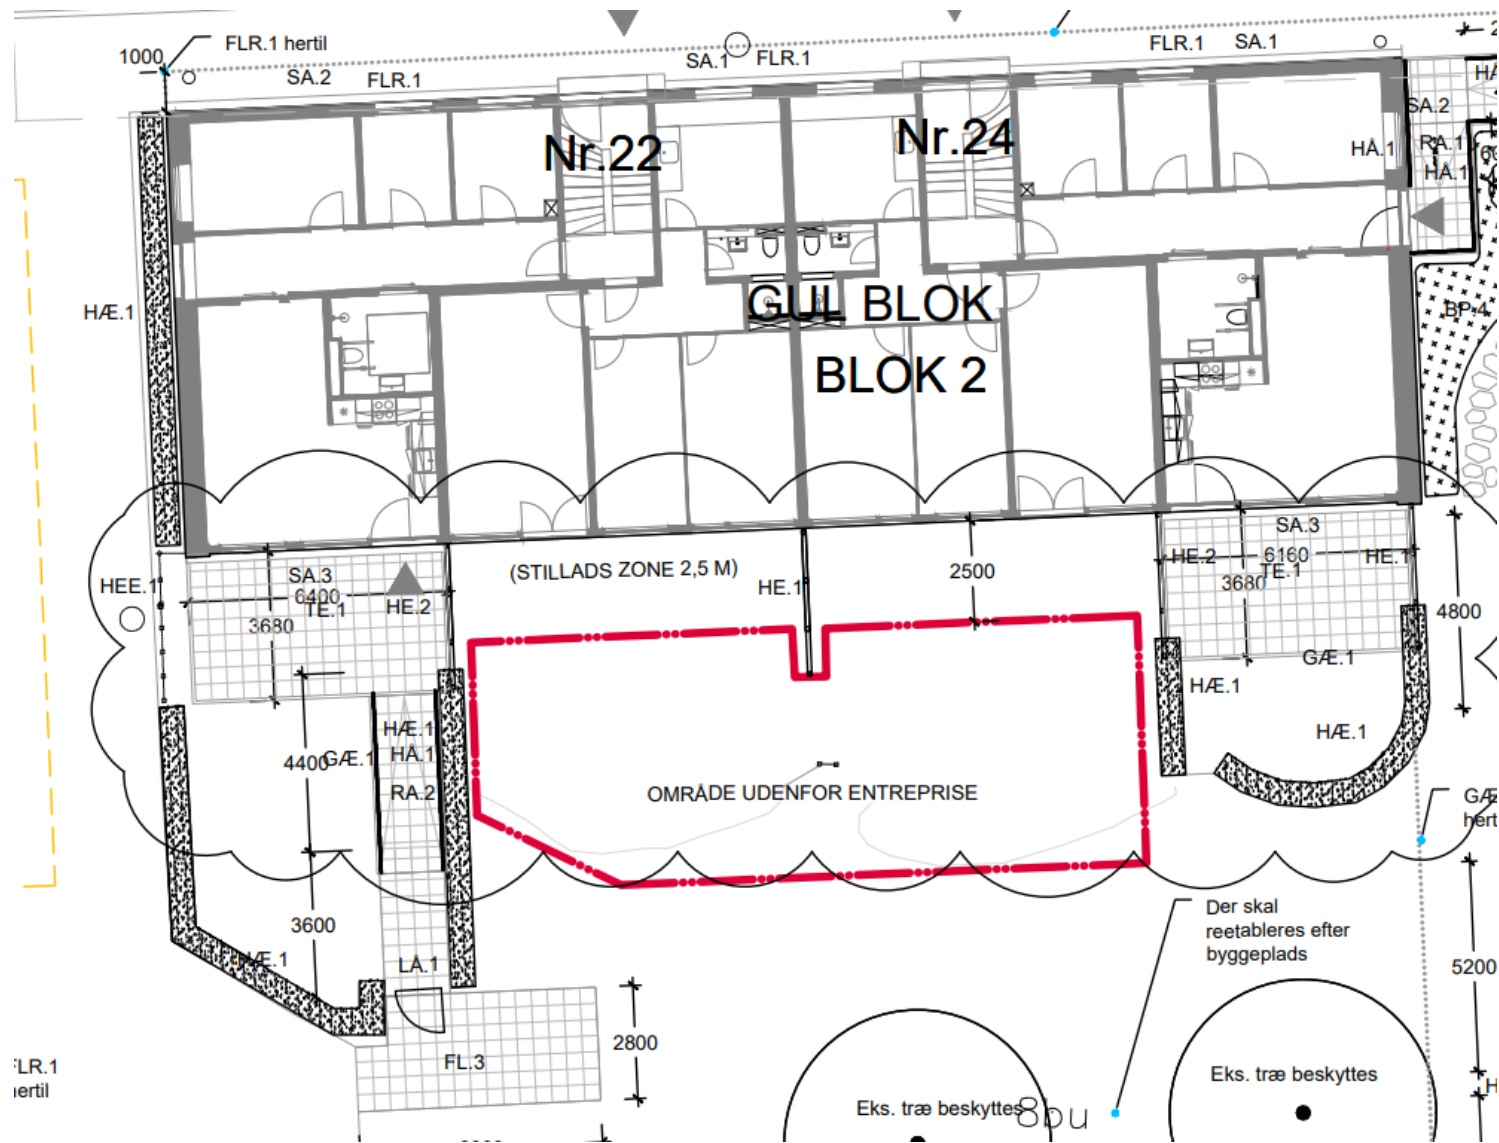 1000
FLR.1 hertil
SA.2
FLR.1
SA.1
FLR.1
FLR.1
SA.1
Nr.22
Nr.24
SA.2
HÅ.1
RA.1
HÅ.1
HÆ.1
GUL BLOK
BLOK 2
BP.4
HEE.1
SA.3
6400
TE.1
3680
HE.2
(STILLADS ZONE 2,5 M)
HE.1
2500
SA.3
HE.2
6160
HE.1
TE.1
3680
4800
GÆ.1
HÆ.1
HÆ.1
HÆ.1
HÅ.1
4400
GÆ.1
RA.2
OMRÅDE UDENFOR ENTREPRISE
3600
HÆ.1
LÅ.1
Der skal
reetableres efter
byggeplads
5200
2800
FL.3
FLR.1
Eks. træ beskyttes
Eks. træ beskyttes